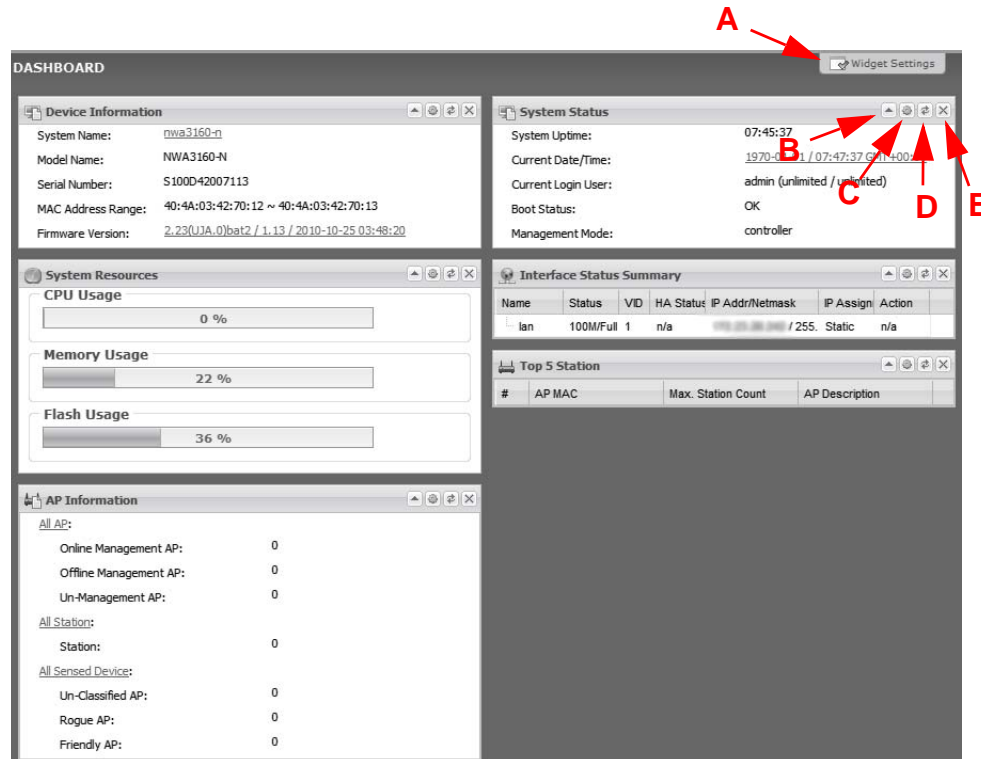 A
Widget Settings
DASHBOARD
Device Information
System Name: nwa3160-n
Model Name: NWA3160-N
Serial Number: S100D42007113
MAC Address Range: 40:4A:03:42:70:12 ~ 40:4A:03:42:70:13
Firmware Version: 2.23(UJA.0)bat2 / 1.13 / 2010-10-25 03:48:20
System Status
System Uptime: 07:45:37
Current Date/Time: / 07:47:37
Current Login User: admin (unlimited / unlimited)
Boot Status: OK
Management Mode: controller
B
C
D
E
System Resources
CPU Usage
0 %
Memory Usage
22 %
Flash Usage
36 %
Interface Status Summary
Name Status VID HA Status IP Addr/Netmask IP Assign Action
lan 100M/Full 1 n/a / 255. Static n/a
Top 5 Station
# AP MAC Max. Station Count AP Description
AP Information
All AP:
Online Management AP: 0
Offline Management AP: 0
Un-Management AP: 0
All Station:
Station: 0
All Sensed Device:
Un-Classified AP: 0
Rogue AP: 0
Friendly AP: 0